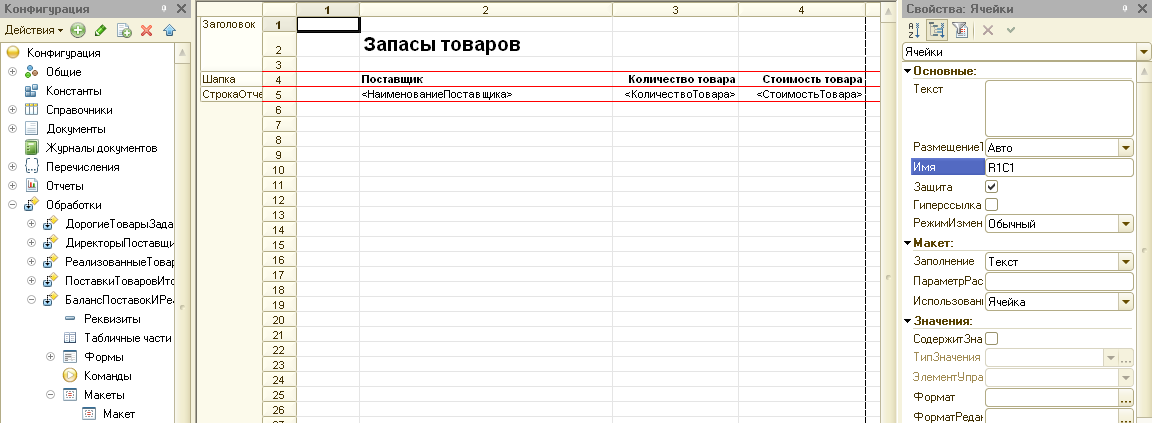 Конфигурация
Действия
Конфигурация
Общие
Константы
Справочники
Документы
Журналы документов
Перечисления
Отчеты
Обработки
ДорогиеТоварыЗада
ДиректорыПоставщи
РеализованныеТовар
ПоставкиТоваровИто
БалансПоставокИРеа
Реквизиты
Табличные части
Формы
Команды
Макеты
Макет
1 2 3 4
Заголовок 1
2 Запасы товаров
3
Шапка 4 Поставщик Количество товара Стоимость товара
СтрокаОтче 5 <НаименованиеПоставщика> <КоличествоТовара> <СтоимостьТовара>
6
7
8
9
10
11
12
13
14
15
16
17
18
19
20
21
22
23
24
25
26
Свойства: Ячейки
Ячейки
Основные:
Текст
РазмещениеТ Авто
Имя R1C1
Защита
Гиперссылка
РежимИзмен Обычный
Макет:
Заполнение Текст
ПараметрРас
Использовани Ячейка
Значения:
СодержитЗна
ТипЗначения
ЭлементУпра
Формат
ФорматРедак